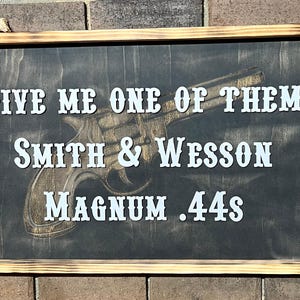 IVE ME ONE OF THEM
SMITH & WESSON
MAGNUM .44S